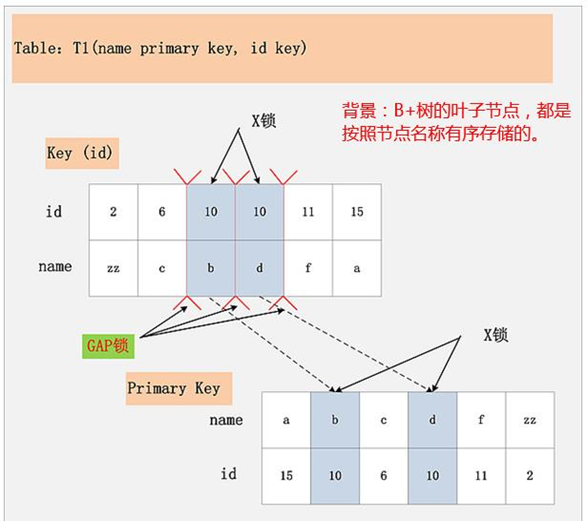 Table: T1(name primary key, id key)
背景：B+树的叶子节点，都是
按照节点名称有序存储的。
X锁
Key (id)
id 2 6 10 10 11 15
name zz c b d f a
GAP锁
X锁
Primary Key
name a b c d f zz
id 15 10 6 10 11 2